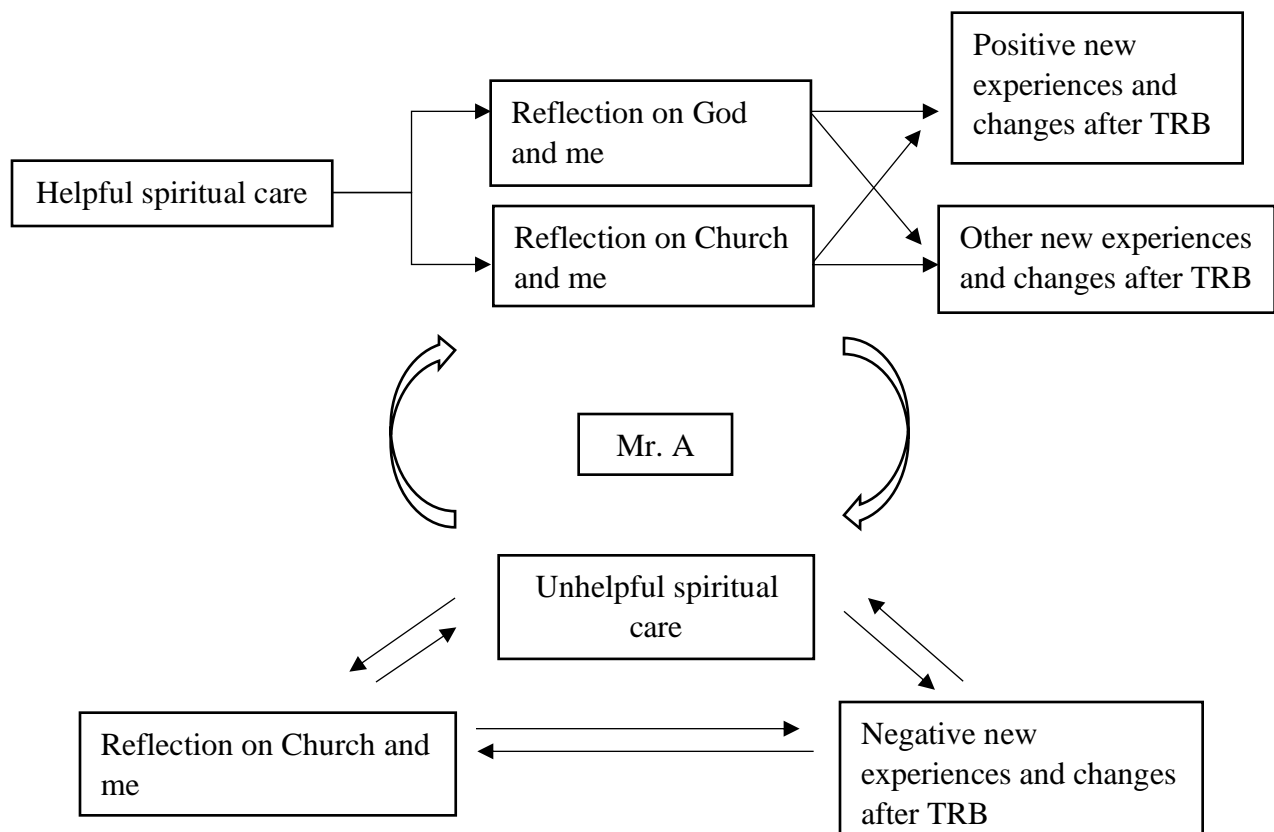 Positive new
experiences and
changes after TRB
Reflection on God
and me
Helpful spiritual care
Reflection on Church
and me
Other new experiences
and changes after TRB
Mr. A
Unhelpful spiritual
care
Reflection on Church and
me
Negative new
experiences and changes
after TRB